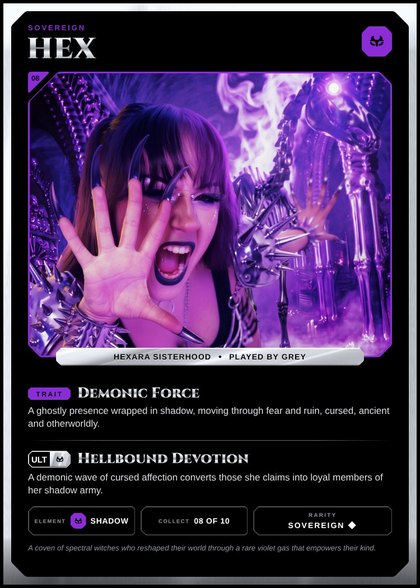 SOVEREIGN
HEX
08
HEXARA SISTERHOOD • PLAYED BY GREY
TRAIT DEMONIC FORCE
A ghostly presence wrapped in shadow, moving through fear and ruin, cursed, ancient
and otherworldly.
ULT HELLBOUND DEVOTION
A demonic wave of cursed affection converts those she claims into loyal members of
her shadow army.
ELEMENT SHADOW
COLLECT 08 OF 10
RARITY
SOVEREIGN ◆
A coven of spectral witches who reshaped their world through a rare violet gas that empowers their kind.